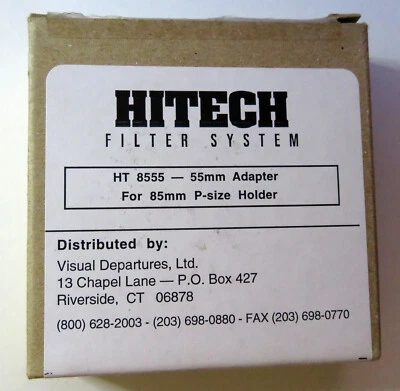 HITECH
FILTER SYSTEM
HT 8555 — 55mm Adapter
For 85mm P-size Holder
Distributed by:
Visual Departures, Ltd.
13 Chapel Lane — P.O. Box 427
Riverside, CT 06878
(800) 628-2003 - (203) 698-0880 - FAX (203) 698-0770